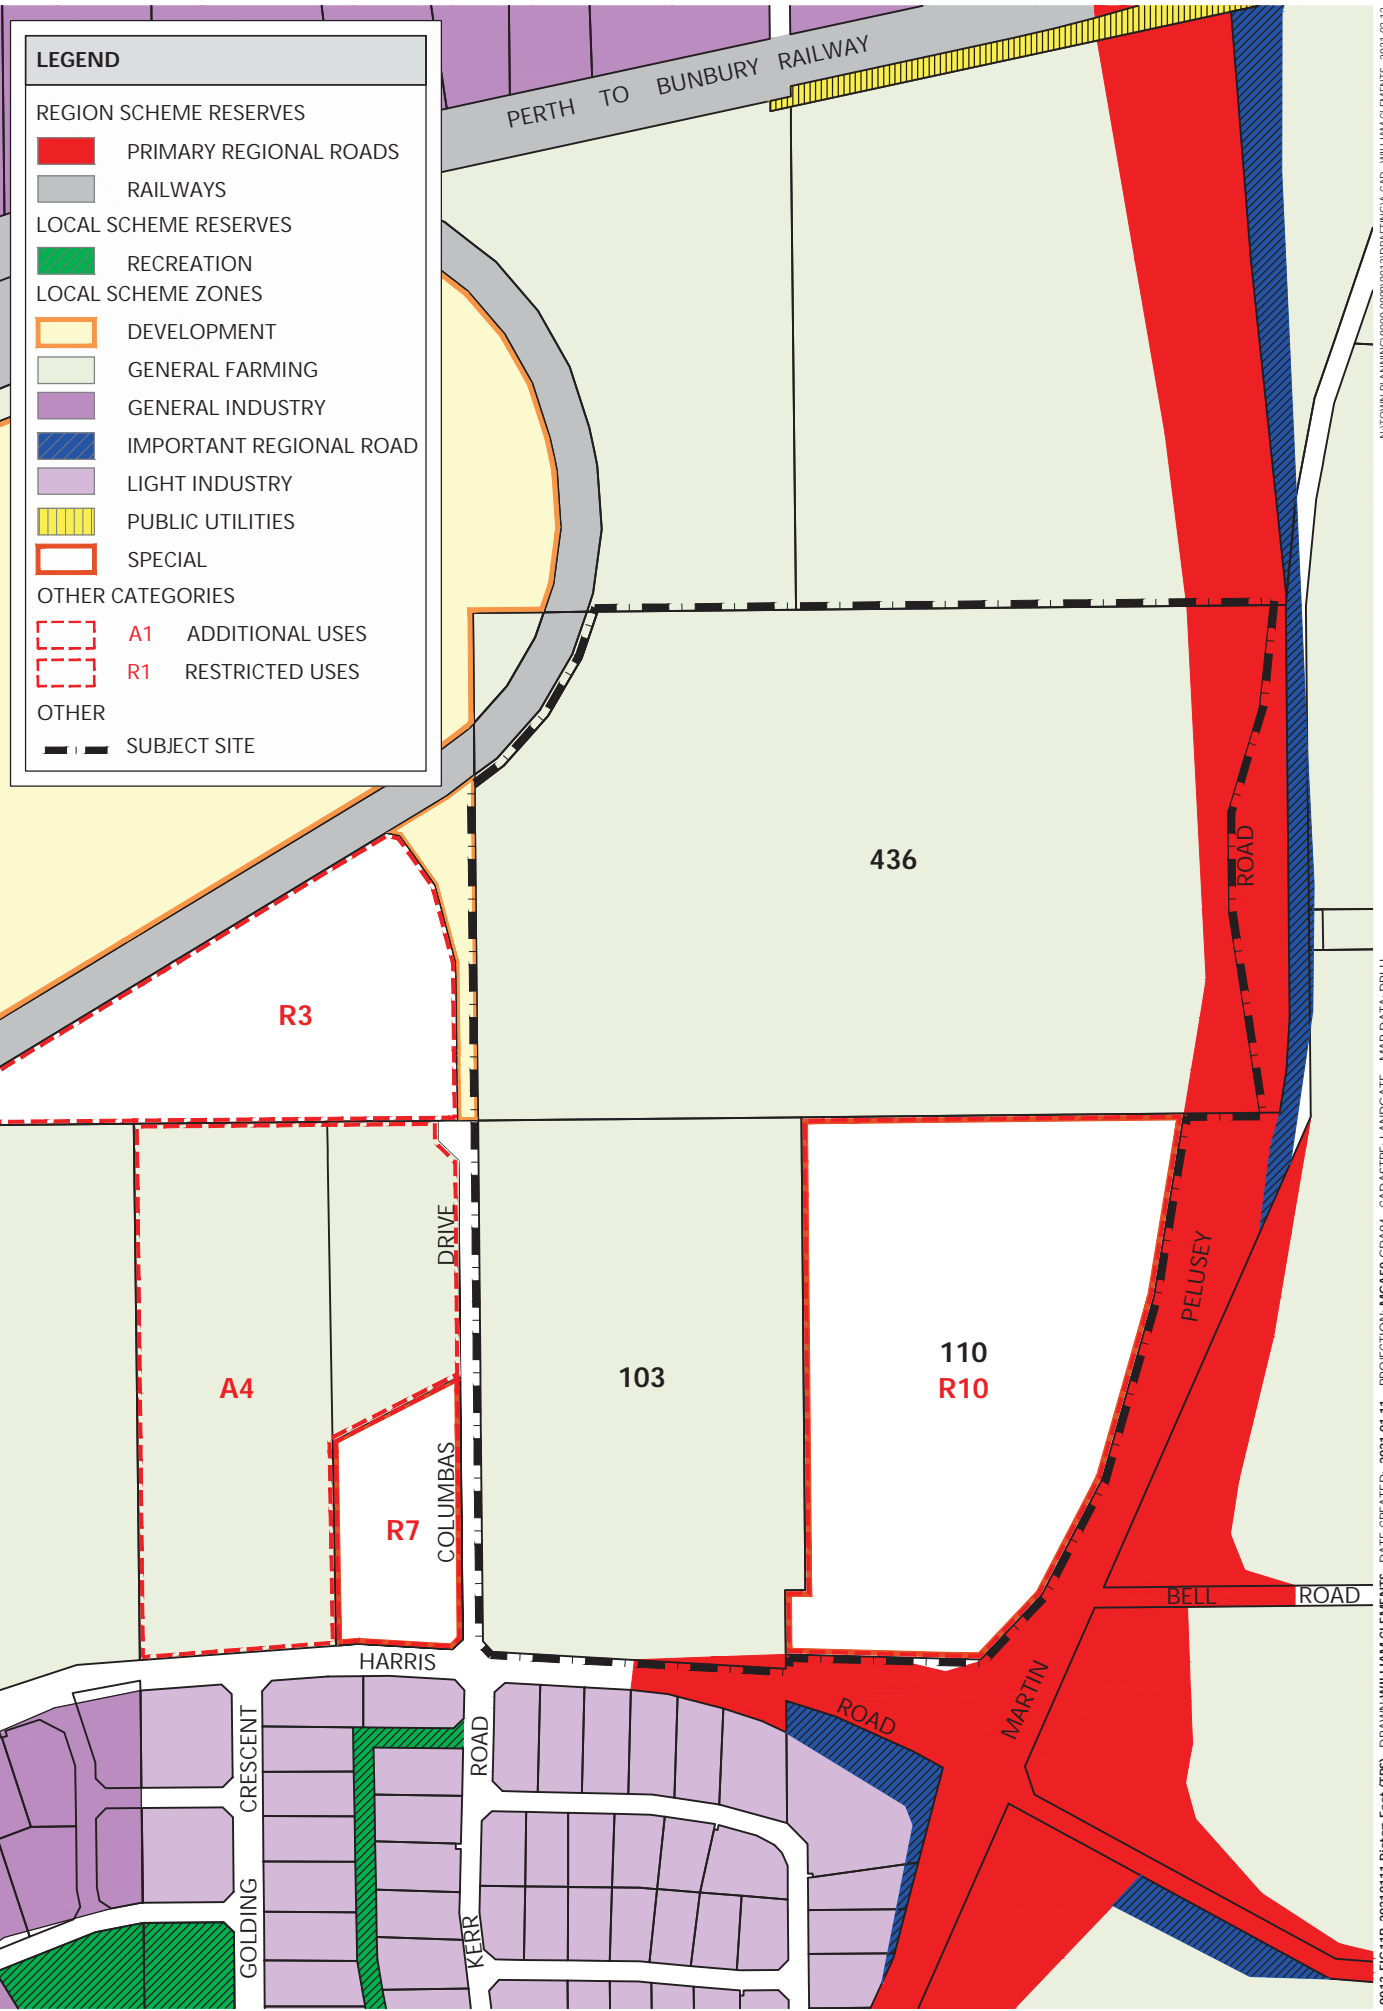 LEGEND
REGION SCHEME RESERVES
PRIMARY REGIONAL ROADS
RAILWAYS
LOCAL SCHEME RESERVES
RECREATION
LOCAL SCHEME ZONES
DEVELOPMENT
GENERAL FARMING
GENERAL INDUSTRY
IMPORTANT REGIONAL ROAD
LIGHT INDUSTRY
PUBLIC UTILITIES
SPECIAL
OTHER CATEGORIES
A1 ADDITIONAL USES
R1 RESTRICTED USES
OTHER
SUBJECT SITE
PERTH TO BUNBURY RAILWAY
436
ROAD
R3
DRIVE
PELUSEY
103
110
R10
A4
R7
COLUMBAS
BELL ROAD
HARRIS
ROAD
MARTIN
CRESCENT
ROAD
GOLDING
KERR